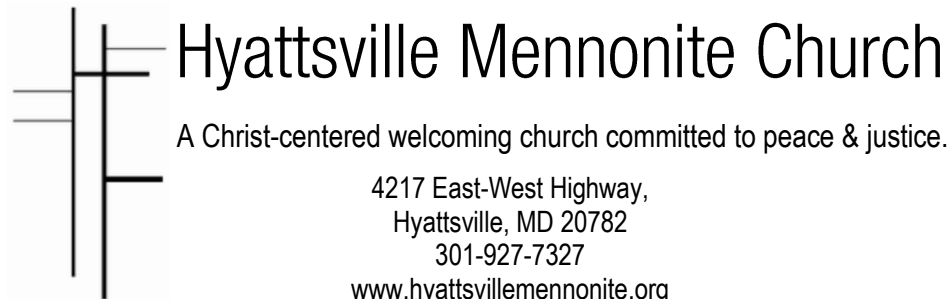 Hyattsville Mennonite Church
A Christ-centered welcoming church committed to peace & justice.
4217 East-West Highway,
Hyattsville, MD 20782
301-927-7327
www.hyattsvillemennonite.org